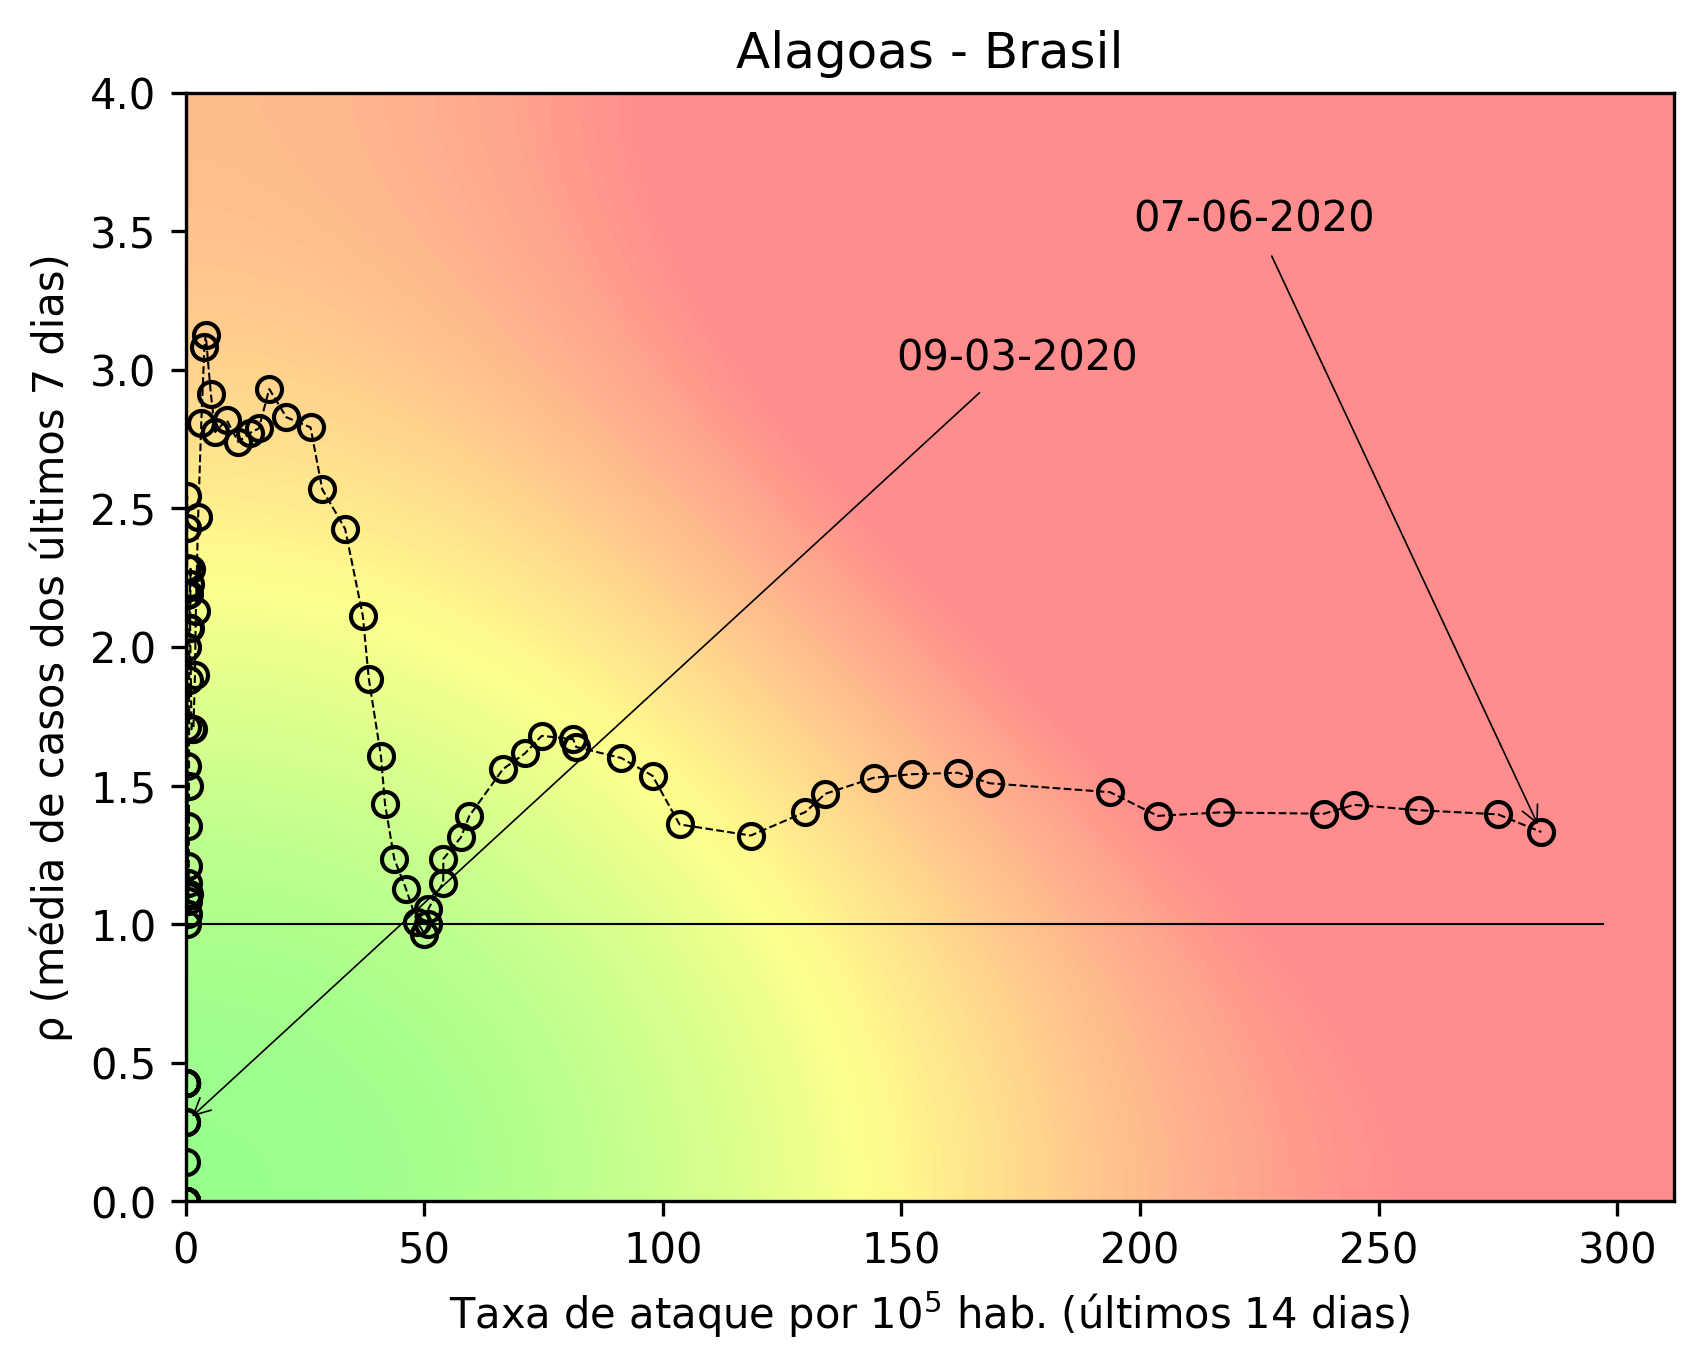 Alagoas - Brasil
4.0
3.5
3.0
2.5
2.0
1.5
1.0
0.5
0.0
ρ (média de casos dos últimos 7 dias)
07-06-2020
09-03-2020
0 50 100 150 200 250 300
Taxa de ataque por 10⁵ hab. (últimos 14 dias)